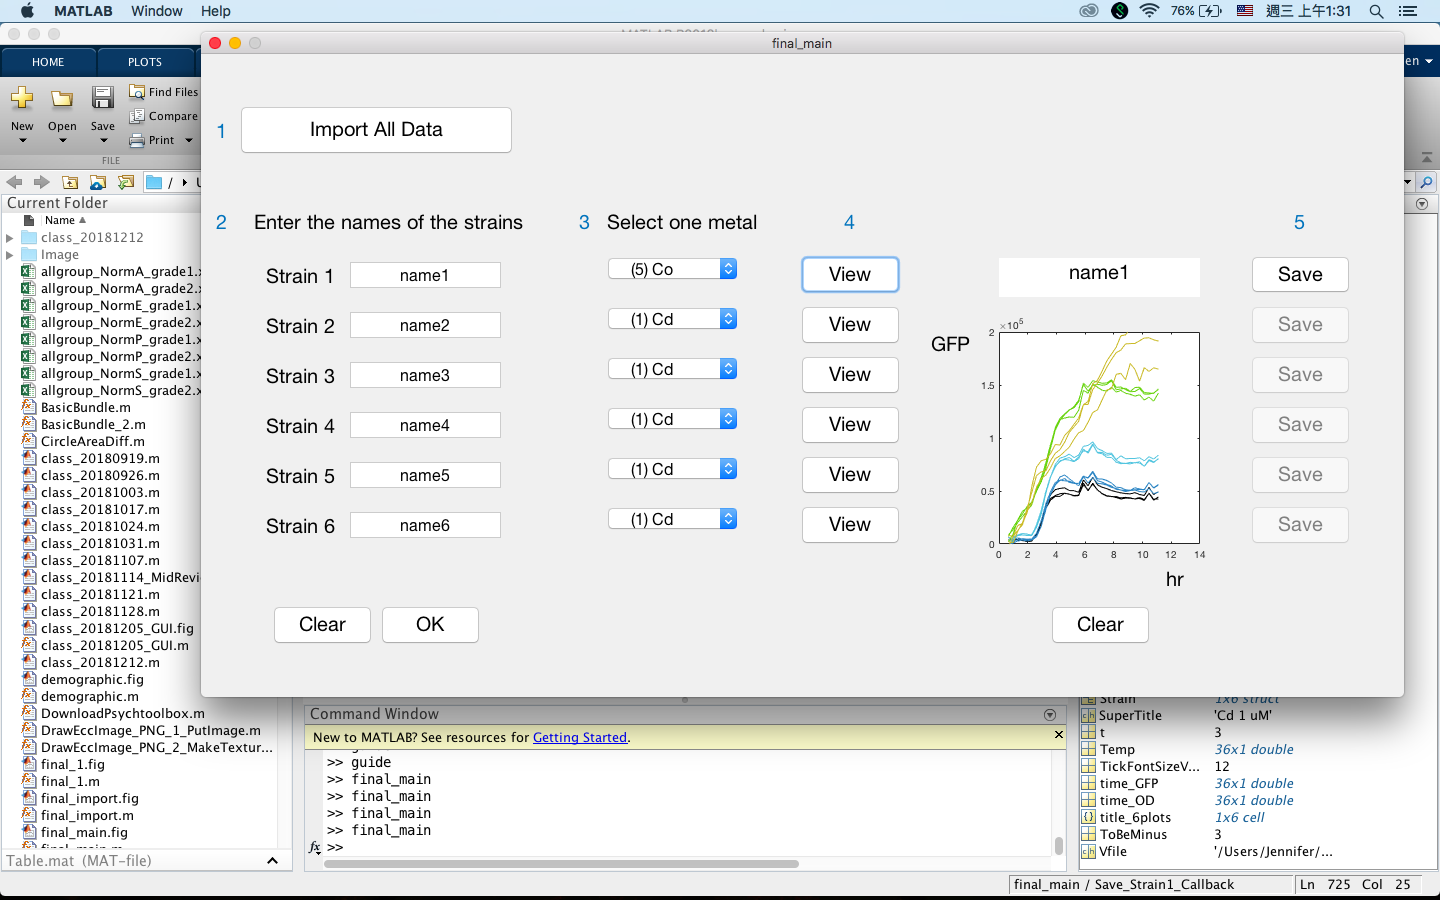 MATLAB Window Help 76% 週三 上午1:31
final_main
HOME PLOTS
en
New Open Save Find Files
Compare
Print
FILE
1 Import All Data
/
Current Folder
Name
2 Enter the names of the strains 3 Select one metal 4 5
Strain 1 name1 (5) Co View name1 Save
Strain 2 name2 (1) Cd View Save
Strain 3 name3 (1) Cd View Save
Strain 4 name4 (1) Cd View Save
Strain 5 name5 (1) Cd View Save
Strain 6 name6 (1) Cd View Save
GFP
×10⁵
2
1.5
1
0.5
0
0 2 4 6 8 10 12 14
hr
Clear OK Clear
class_20181212
Image
allgroup_NormA_grade1.x
allgroup_NormA_grade2.x
allgroup_NormE_grade1.x
allgroup_NormE_grade2.x
allgroup_NormP_grade1.x
allgroup_NormP_grade2.x
allgroup_NormS_grade1.x
allgroup_NormS_grade2.x
BasicBundle.m
BasicBundle_2.m
CircleAreaDiff.m
class_20180919.m
class_20180926.m
class_20181003.m
class_20181017.m
class_20181024.m
class_20181031.m
class_20181107.m
class_20181114_MidRevi
class_20181121.m
class_20181128.m
class_20181205_GUI.fig
class_20181205_GUI.m
class_20181212.m
demographic.fig
demographic.m
DownloadPsychtoolbox.m
DrawEccImage_PNG_1_PutImage.m
DrawEccImage_PNG_2_MakeTextur...
final_1.fig
final_1.m
final_import.fig
final_import.m
final_main.fig
final_main.m
Table.mat (MAT-file)
Command Window
New to MATLAB? See resources for Getting Started.
>> guide
>> final_main
>> final_main
>> final_main
>> final_main
fx >>
Strain 1x6 struct
SuperTitle 'Cd 1 uM'
t 3
Temp 36x1 double
TickFontSizeV... 12
time_GFP 36x1 double
time_OD 36x1 double
title_6plots 1x6 cell
ToBeMinus 3
Vfile '/Users/Jennifer/...
final_main / Save_Strain1_Callback Ln 725 Col 25